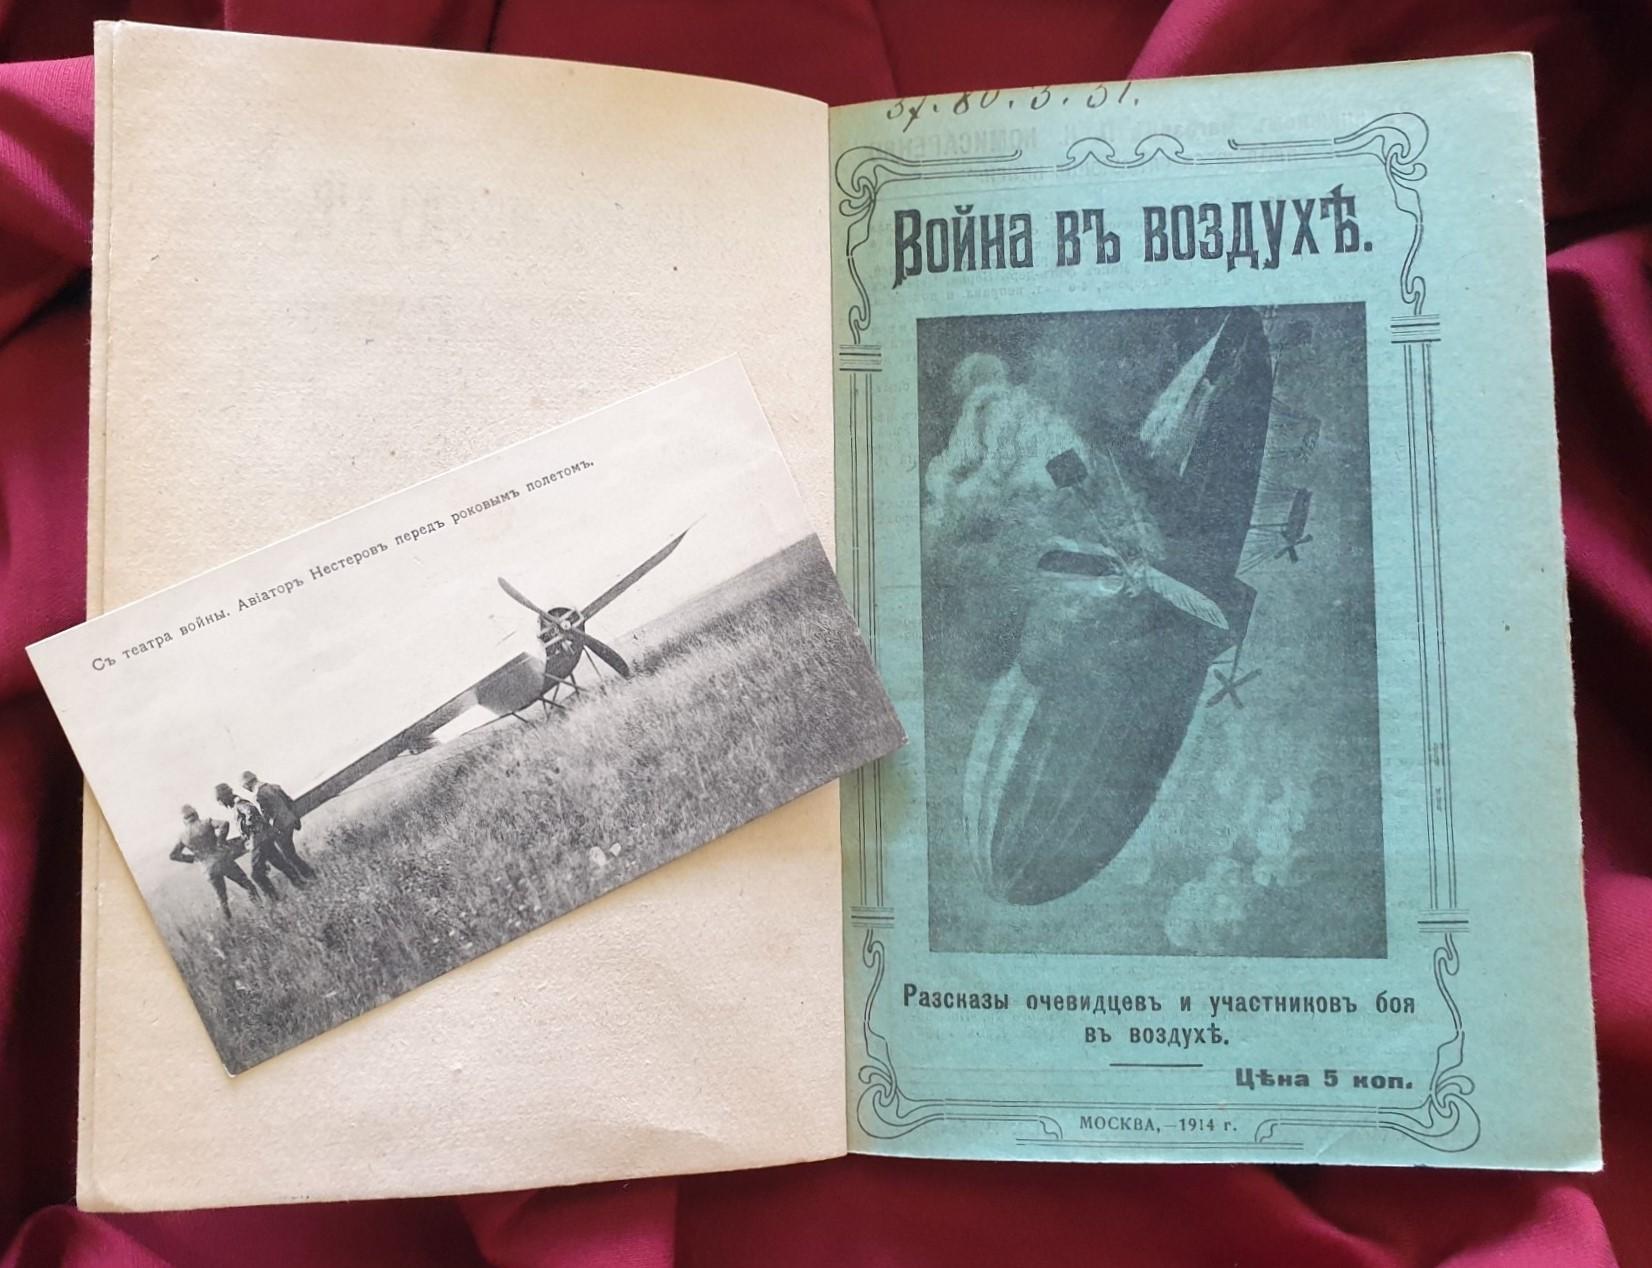 Съ театра войны. Авіаторъ Нестеровъ передъ роковымъ полетомъ.
Война въ воздухѣ.
Разсказы очевидцевъ и участниковъ боя
въ воздухѣ.
Цѣна 5 коп.
МОСКВА,—1914 г.